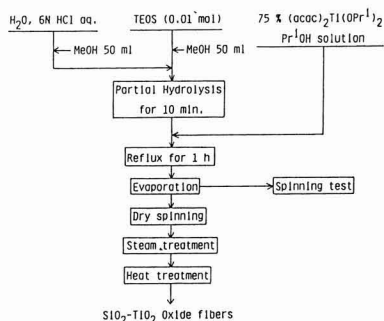 H₂O, 6N HCl aq.
TEOS (0.01 mol)
75 % (acac)₂Ti(OPrⁱ)₂
PrⁱOH solution
MeOH 50 ml
MeOH 50 ml
Partial Hydrolysis
for 10 min.
Reflux for 1 h
Evaporation
Spinning test
Dry spinning
Steam treatment
Heat treatment
SiO₂-TiO₂ Oxide fibers